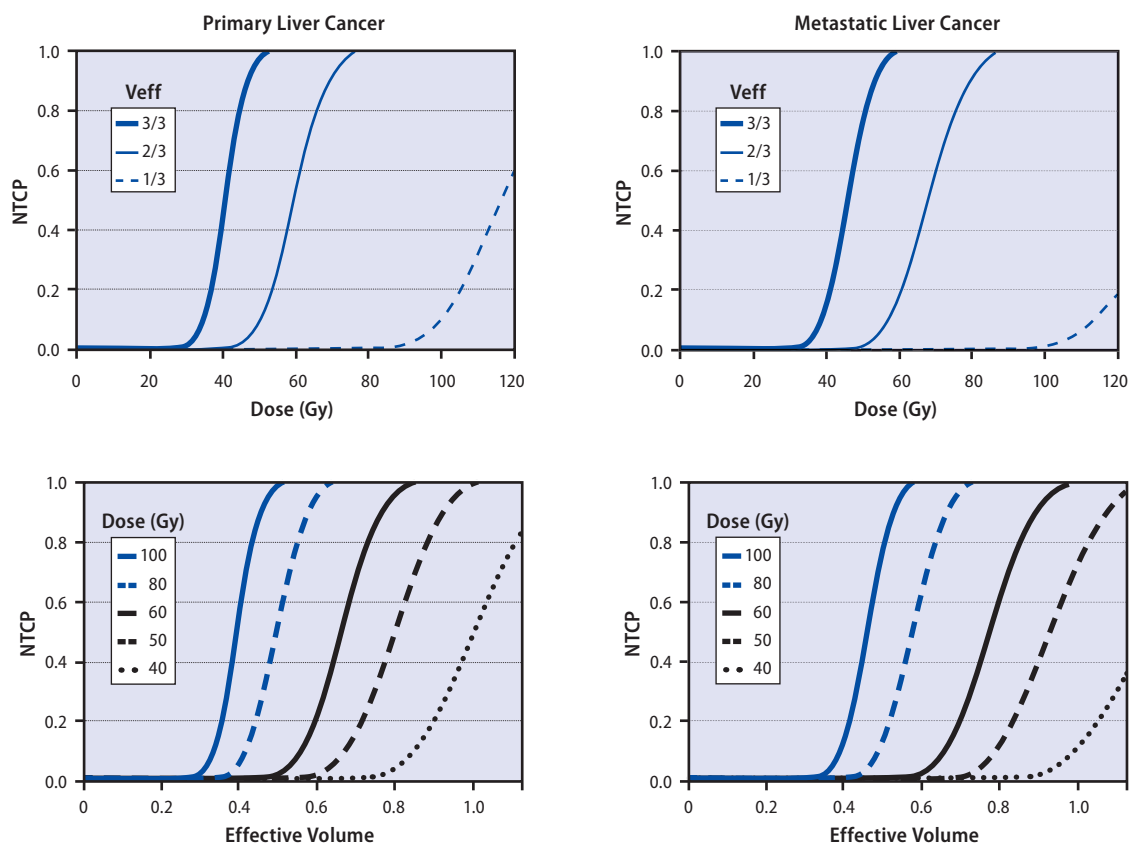 Primary Liver Cancer
1.0
0.8
0.6
0.4
0.2
0.0
NTCP
Veff
3/3
2/3
1/3
0 20 40 60 80 100 120
Dose (Gy)
Metastatic Liver Cancer
1.0
0.8
0.6
0.4
0.2
0.0
NTCP
Veff
3/3
2/3
1/3
0 20 40 60 80 100 120
Dose (Gy)
1.0
0.8
0.6
0.4
0.2
0.0
NTCP
Dose (Gy)
100
80
60
50
40
0 0.2 0.4 0.6 0.8 1.0
Effective Volume
1.0
0.8
0.6
0.4
0.2
0.0
NTCP
Dose (Gy)
100
80
60
50
40
0 0.2 0.4 0.6 0.8 1.0
Effective Volume